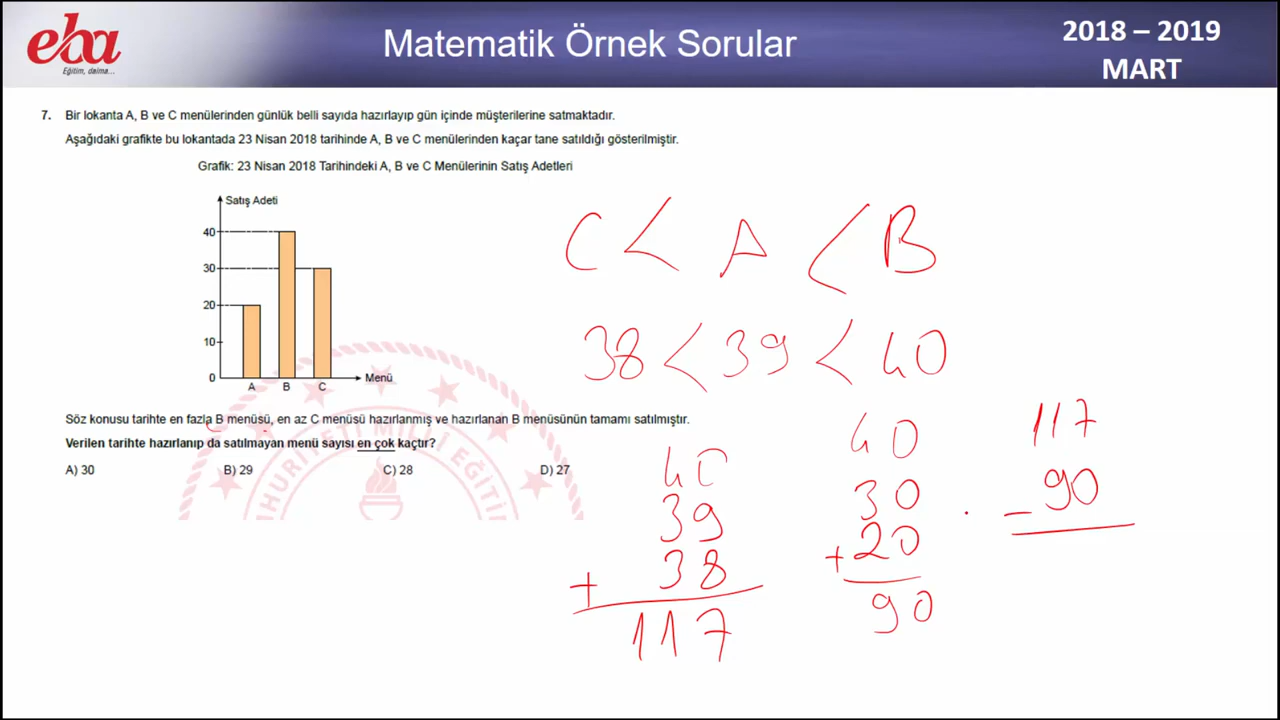 eba
Eğitim, daima...
Matematik Örnek Sorular
2018 – 2019
MART
7. Bir lokanta A, B ve C menülerinden günlük belli sayıda hazırlayıp gün içinde müşterilerine satmaktadır.
Aşağıdaki grafikte bu lokantada 23 Nisan 2018 tarihinde A, B ve C menülerinden kaçar tane satıldığı gösterilmiştir.
Grafik: 23 Nisan 2018 Tarihindeki A, B ve C Menülerinin Satış Adetleri
Satış Adeti
40
30
20
10
0
A B C
Menü
Söz konusu tarihte en fazla B menüsü, en az C menüsü hazırlanmış ve hazırlanan B menüsünün tamamı satılmıştır.
Verilen tarihte hazırlanıp da satılmayan menü sayısı en çok kaçtır?
A) 30 B) 29 C) 28 D) 27
C < A < B
38 < 39 < 40
40
39
+ 38
117
40
30
+ 20
90
117
- 90